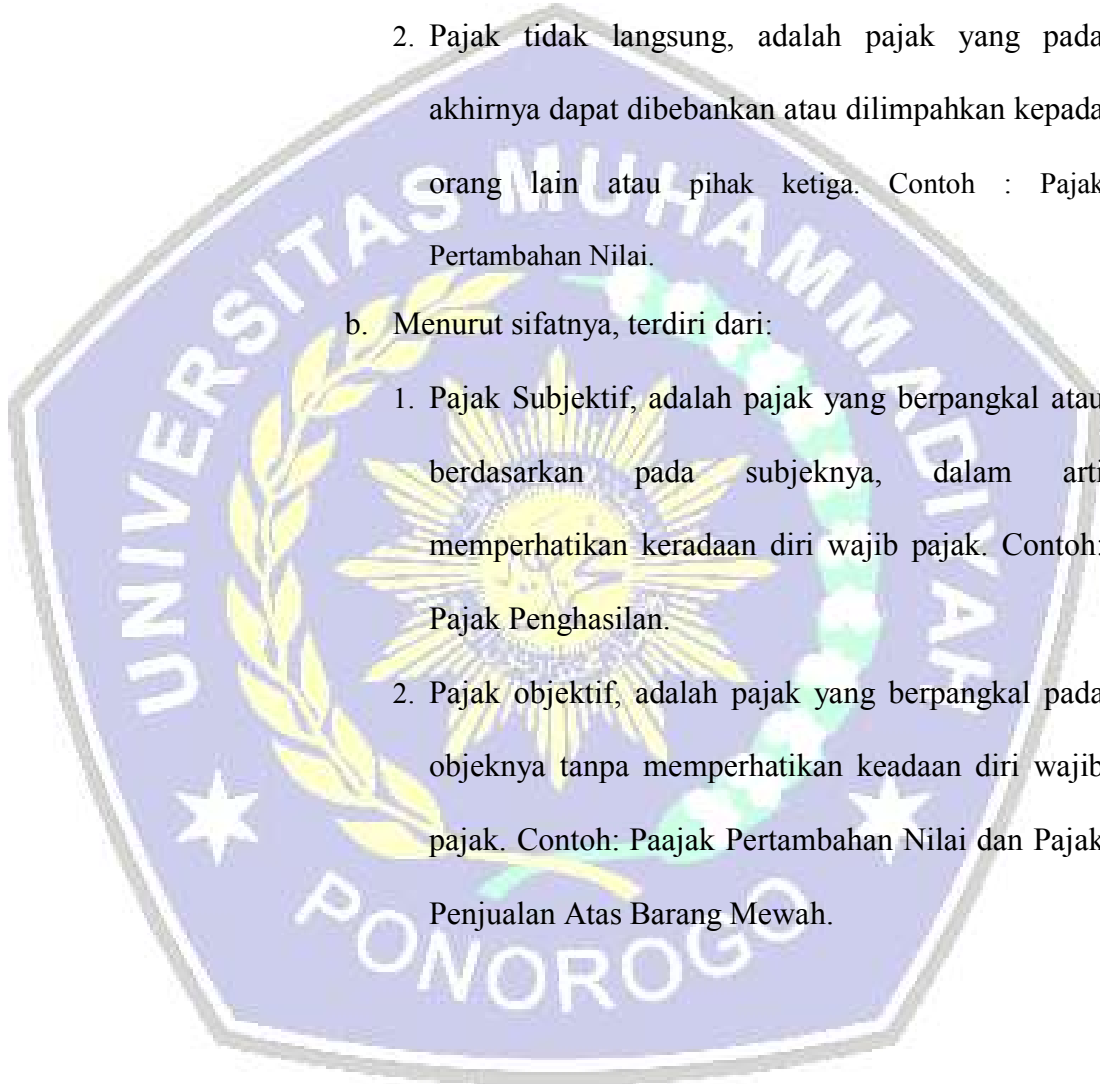 2. Pajak tidak langsung, adalah pajak yang pada
akhirnya dapat dibebankan atau dilimpahkan kepada
orang lain atau pihak ketiga. Contoh : Pajak
Pertambahan Nilai.
b. Menurut sifatnya, terdiri dari:
1. Pajak Subjektif, adalah pajak yang berpangkal atau
berdasarkan pada subjeknya, dalam arti
memperhatikan keradaan diri wajib pajak. Contoh:
Pajak Penghasilan.
2. Pajak objektif, adalah pajak yang berpangkal pada
objeknya tanpa memperhatikan keadaan diri wajib
pajak. Contoh: Paajak Pertambahan Nilai dan Pajak
Penjualan Atas Barang Mewah.
UNIVERSITAS MUHAMMADIYAH
PONOROGO